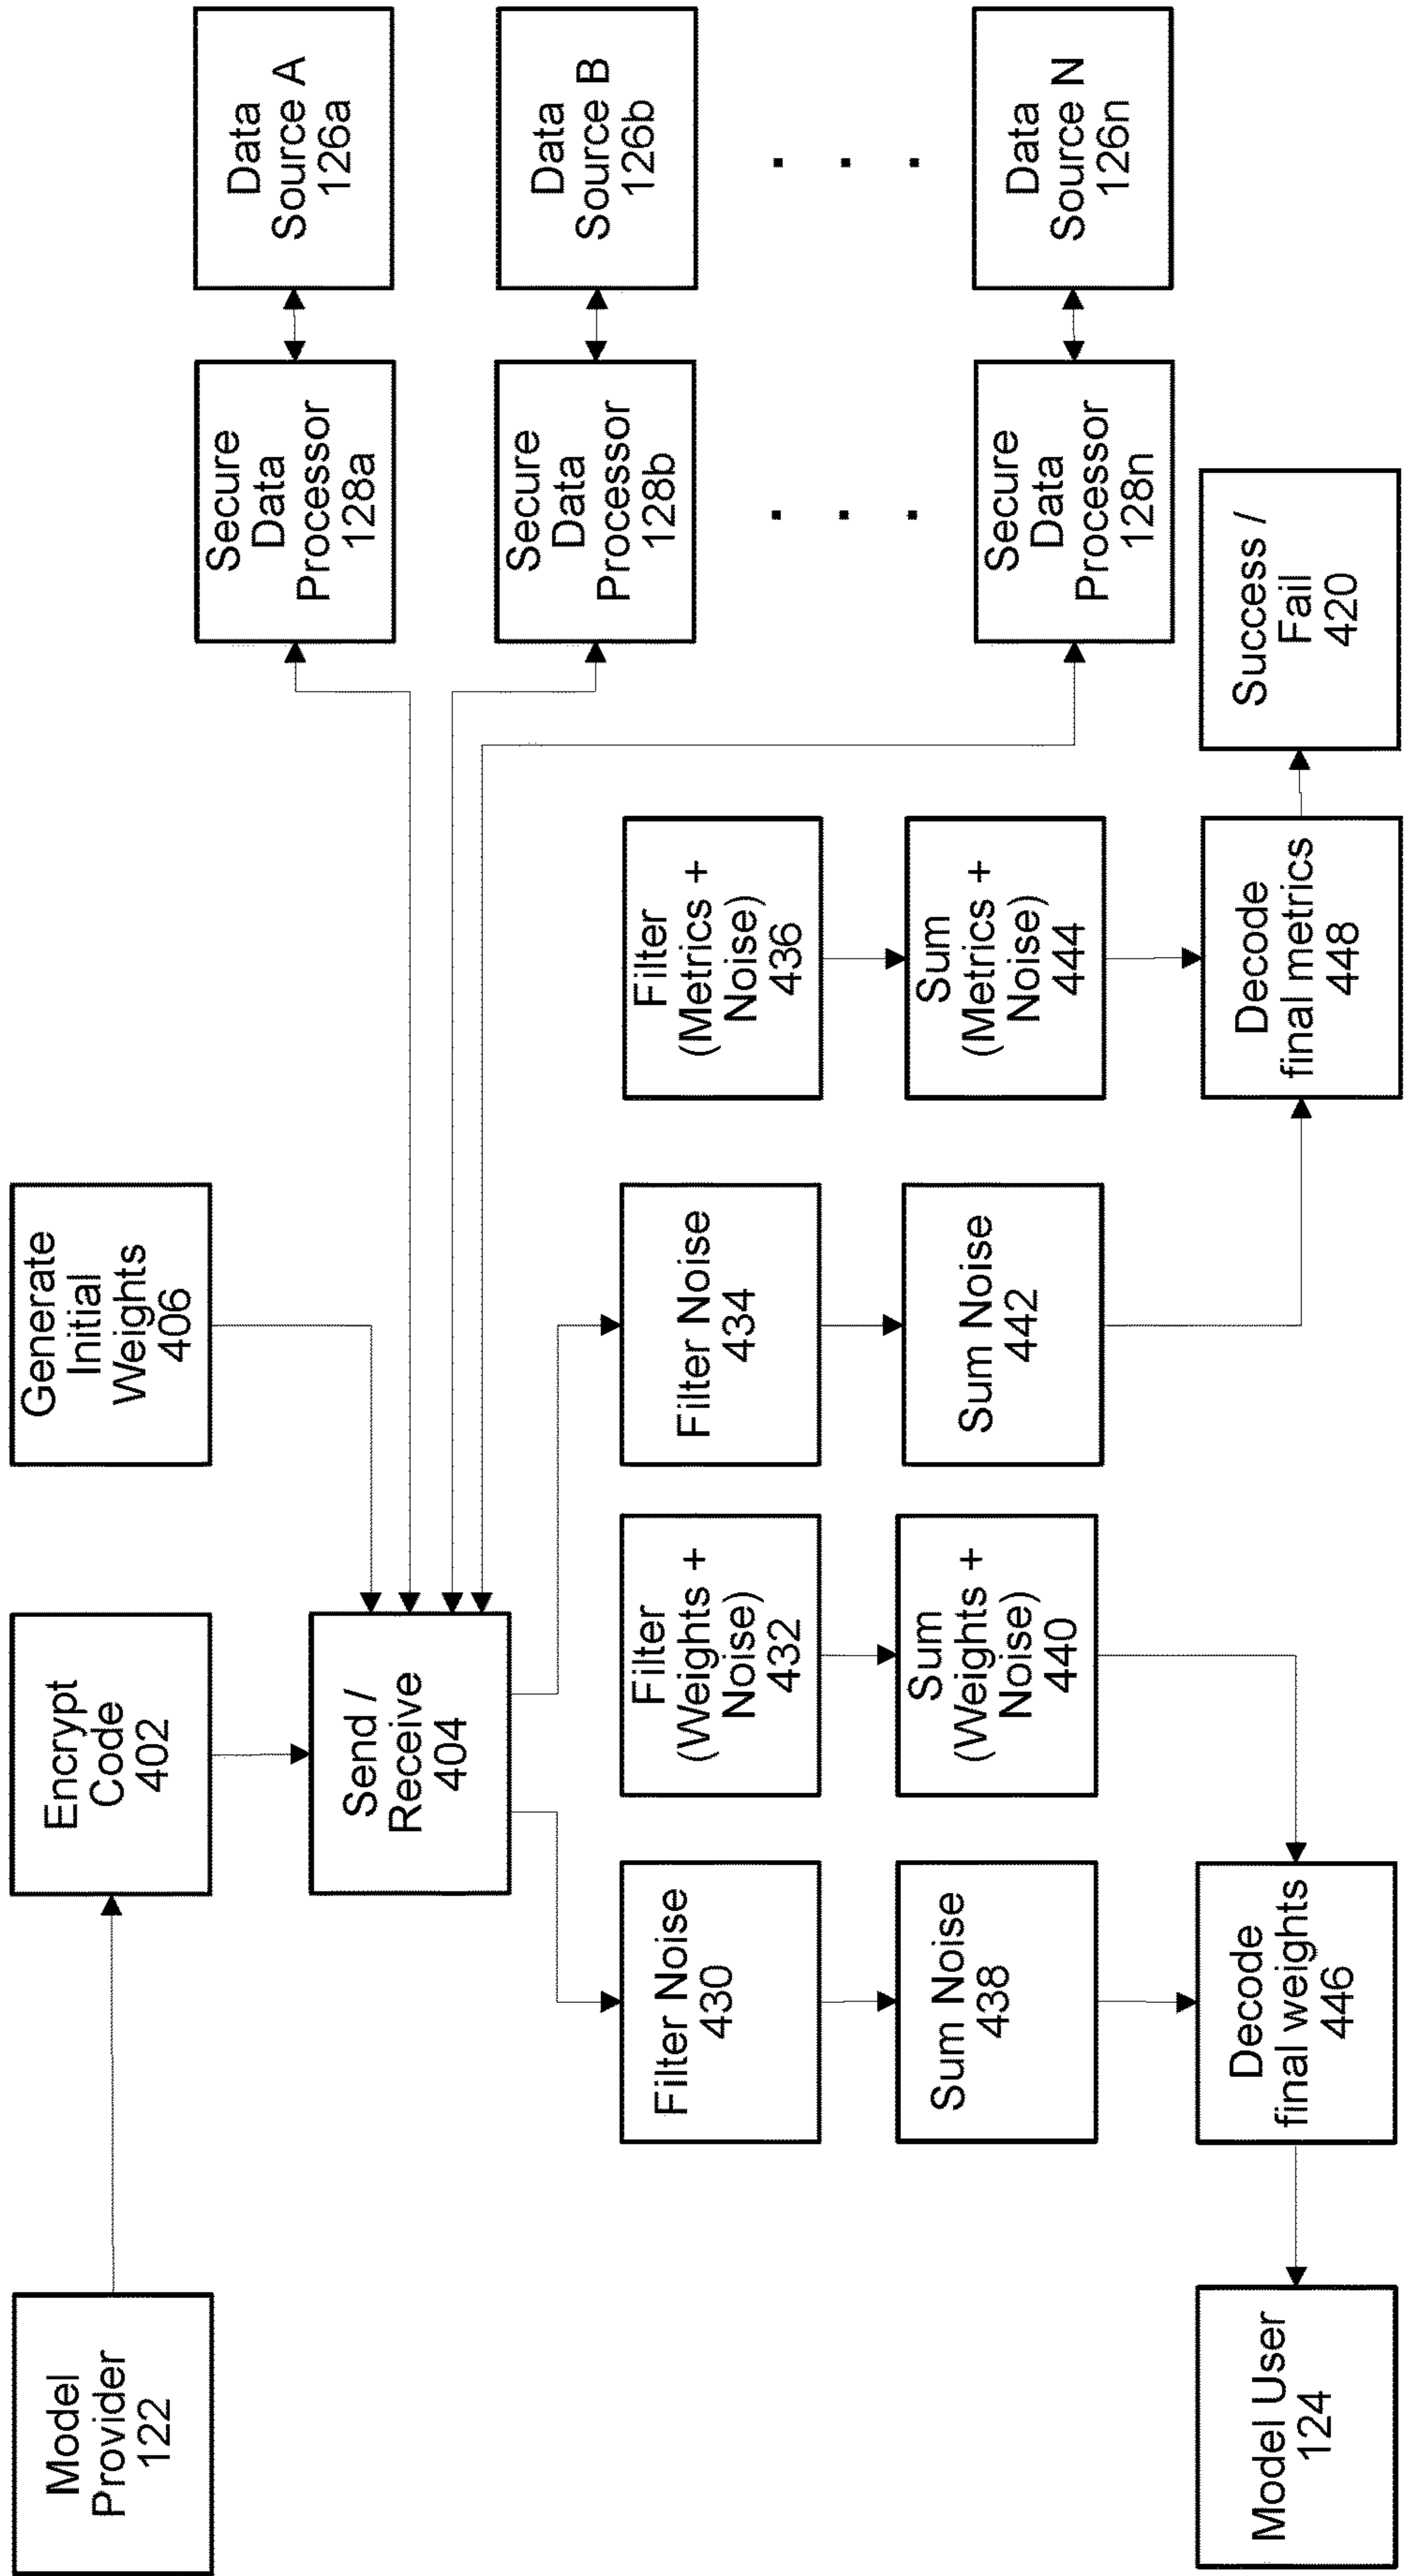 Model
Provider
122
Encrypt
Code
402
Generate
Initial
Weights
406
Send /
Receive
404
Secure
Data
Processor
128a
Data
Source A
126a
Secure
Data
Processor
128b
Data
Source B
126b
. . .
. . .
Secure
Data
Processor
128n
Data
Source N
126n
Filter Noise
430
Filter
(Weights +
Noise)
432
Filter Noise
434
Filter
(Metrics +
Noise)
436
Sum Noise
438
Sum
(Weights +
Noise)
440
Sum Noise
442
Sum
(Metrics +
Noise)
444
Model User
124
Decode
final weights
446
Decode
final metrics
448
Success /
Fail
420